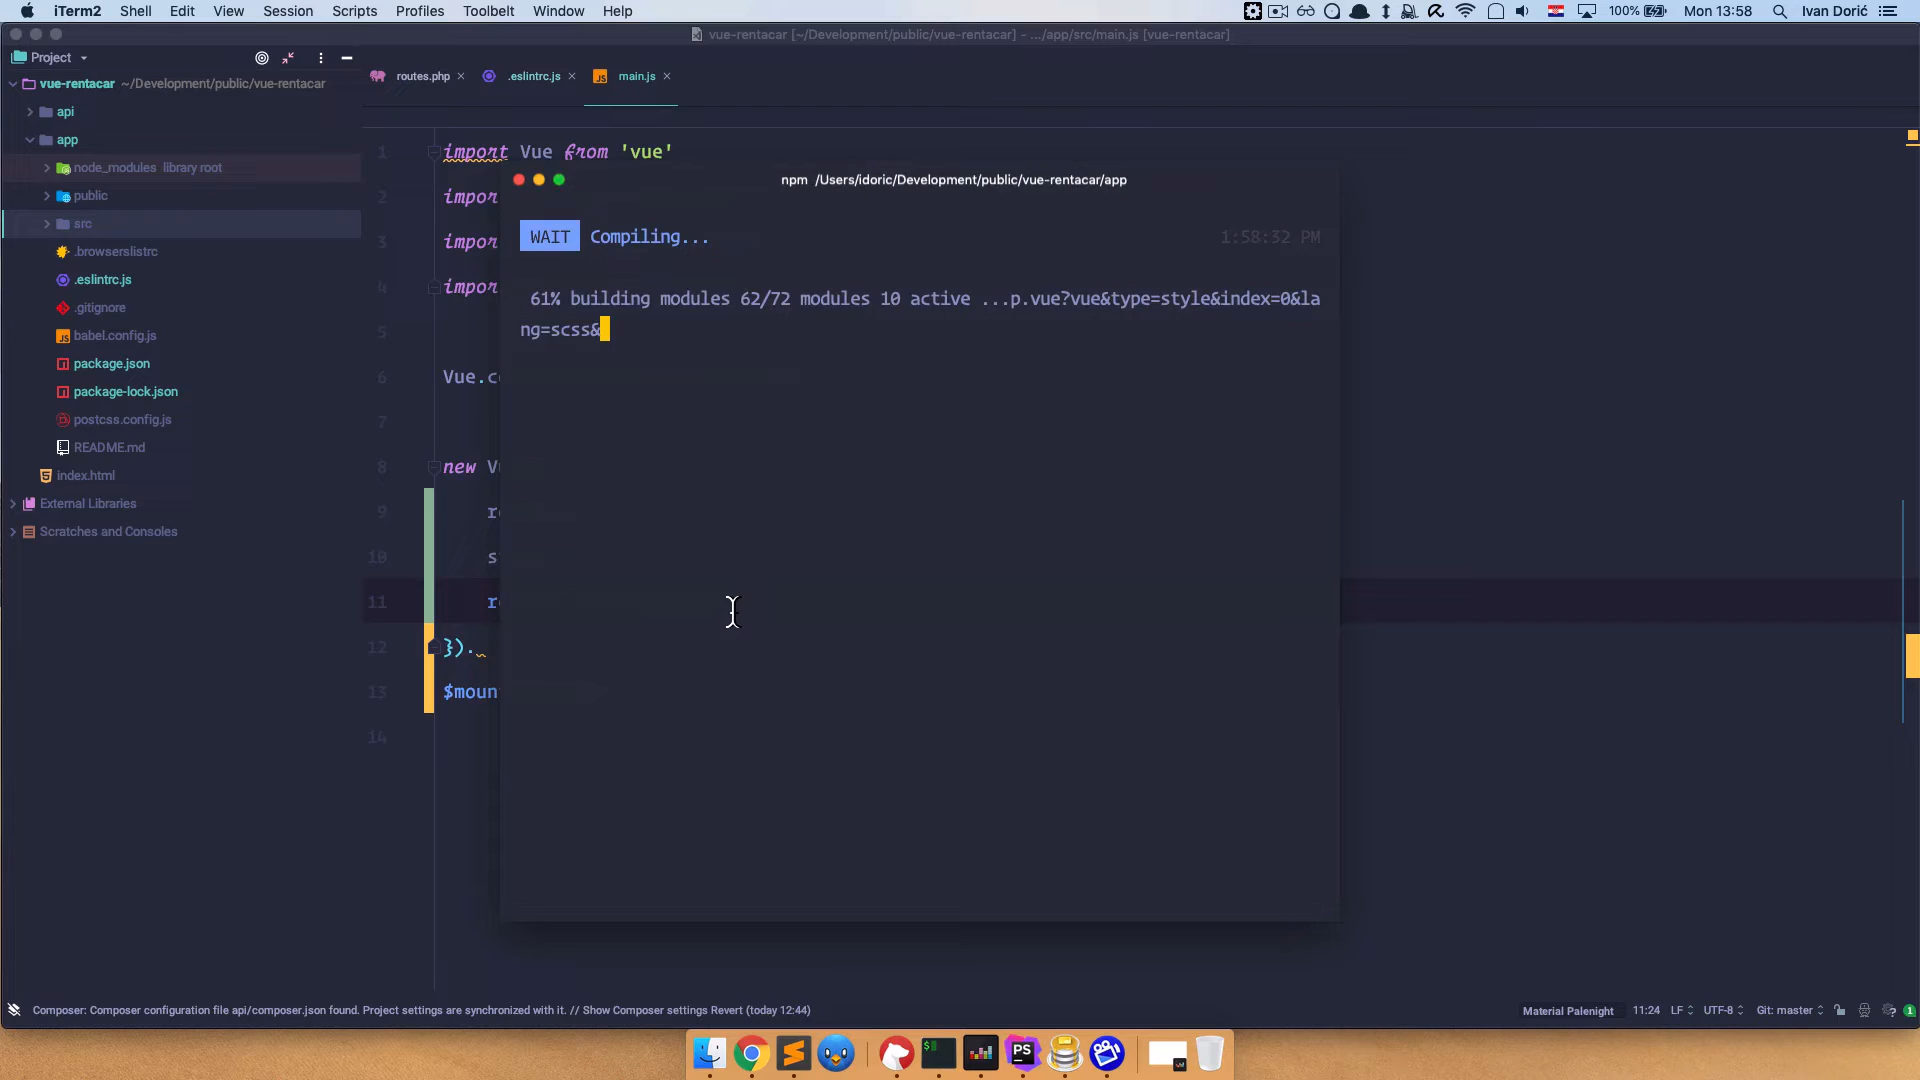 iTerm2 Shell Edit View Session Scripts Profiles Toolbelt Window Help 100% Mon 13:58 Ivan Dorić
vue-rentacar [~/Development/public/vue-rentacar] - .../app/src/main.js [vue-rentacar]
Project
routes.php
.eslintrc.js
main.js
JS
vue-rentacar ~/Development/public/vue-rentacar
api
app
node_modules library root
public
src
.browserslistrc
.eslintrc.js
.gitignore
babel.config.js
package.json
package-lock.json
postcss.config.js
README.md
index.html
External Libraries
Scratches and Consoles
1 import Vue from 'vue'
2 impor
3 impor
4 impor
5
6 Vue.c
7
8 new V
9 r
10 s
11 r
12 }).
13 $moun
14
npm /Users/idoric/Development/public/vue-rentacar/app
WAIT Compiling... 1:58:32 PM
61% building modules 62/72 modules 10 active ...p.vue?vue&type=style&index=0&la
ng=scss&
Composer: Composer configuration file api/composer.json found. Project settings are synchronized with it. // Show Composer settings Revert (today 12:44)
Material Palenight 11:24 LF UTF-8 Git: master 1
PS